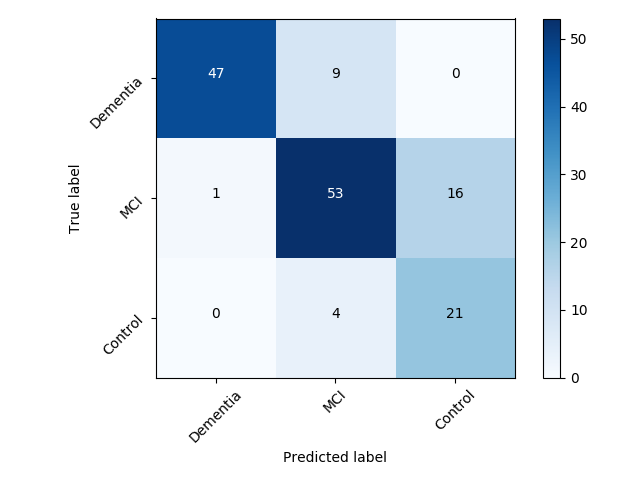 Dementia 47 9 0
MCI 1 53 16
Control 0 4 21
Dementia MCI Control
True label
Predicted label
50
40
30
20
10
0